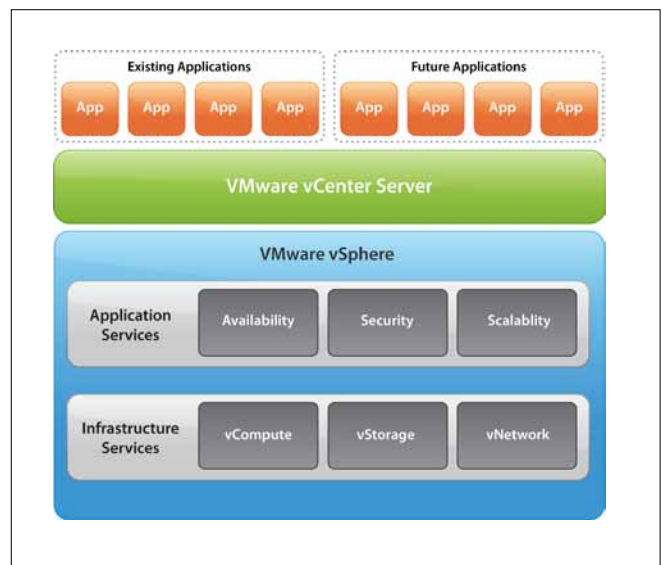 Existing Applications Future Applications
App App App App App App App App
VMware vCenter Server
VMware vSphere
Application
Services
Availability Security Scalablity
Infrastructure
Services
vCompute vStorage vNetwork